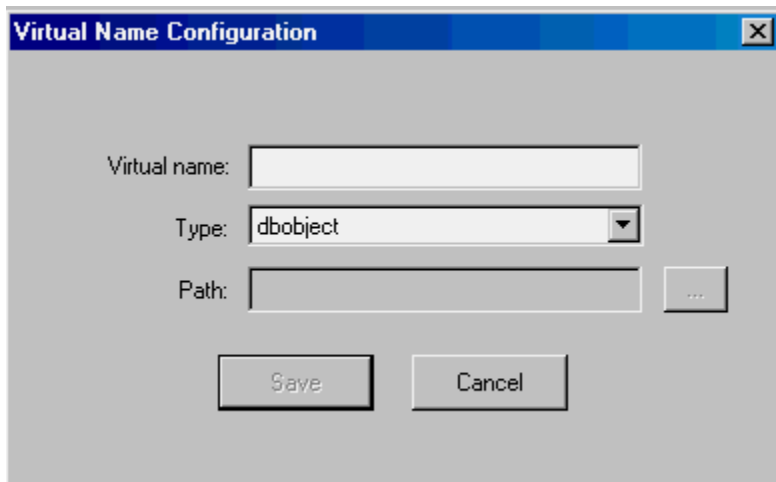 Virtual Name Configuration
Virtual name:
Type: dbobject
Path: ...
Save Cancel